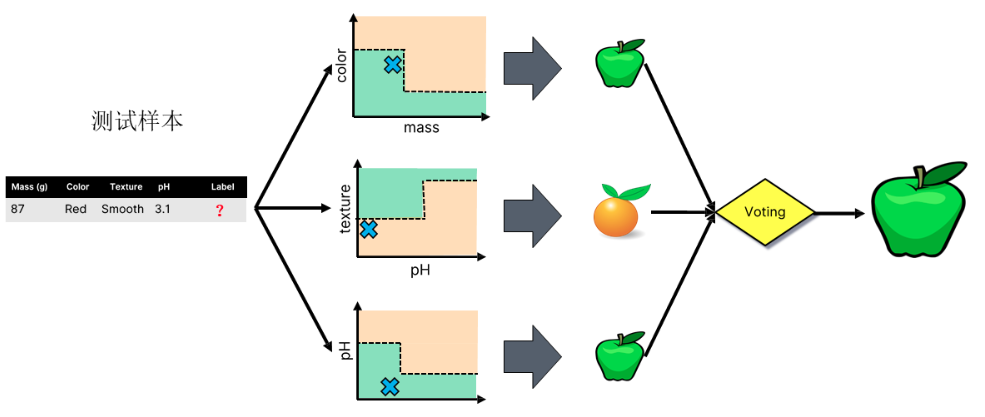 测试样本
Mass (g) Color Texture pH Label
87 Red Smooth 3.1 ?
color
mass
texture
pH
pH
Voting